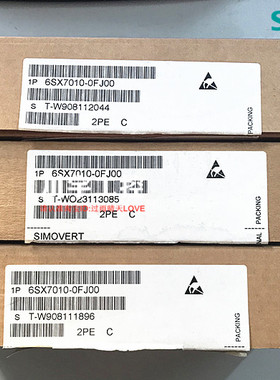 1P 6SX7010-0FJ00
S T-W908112044
2PE C
PACKING
1P 6SX7010-0FJ00
S T-WO23113085
2PE C
SIMOVERT
PACKING
1P 6SX7010-0FJ00
S T-W908111896
2PE C
PACKING